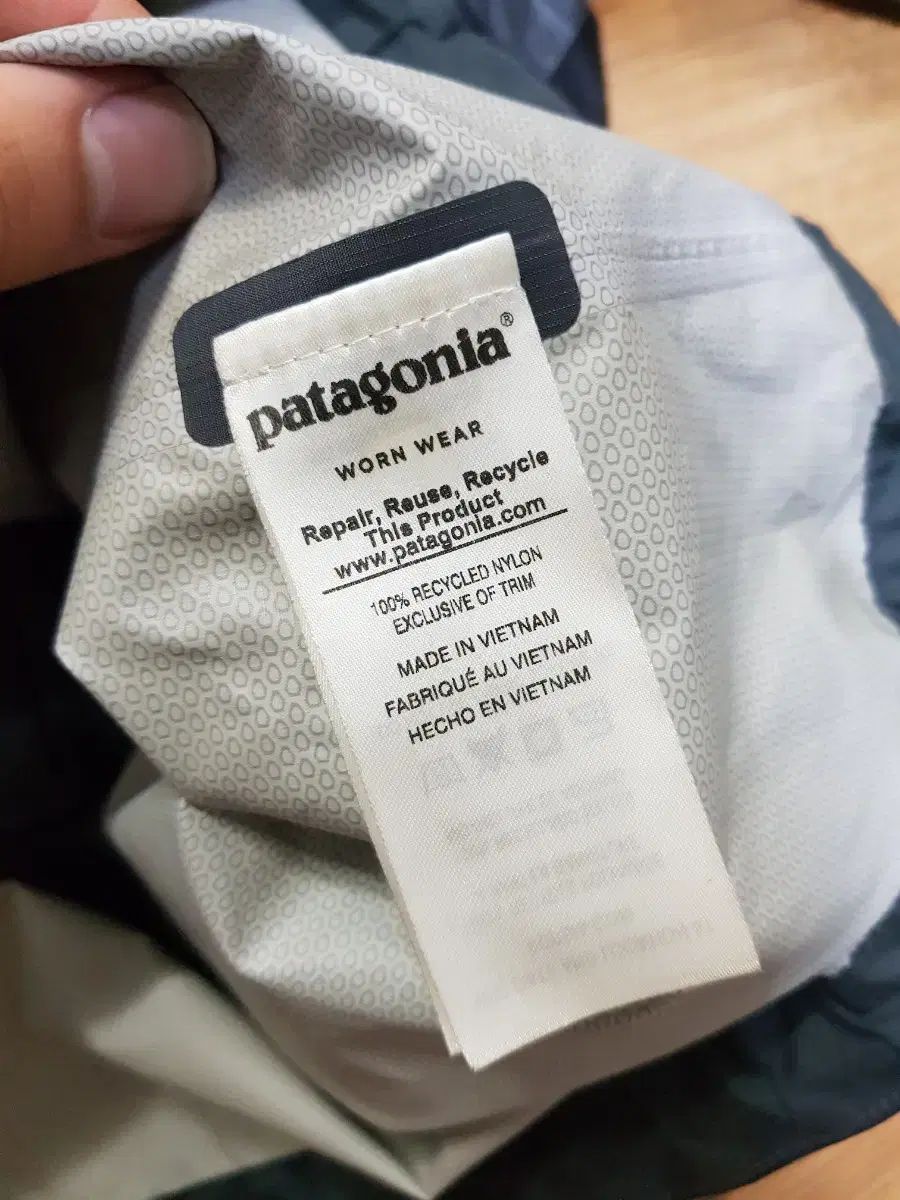 patagonia®
WORN WEAR
Repair, Reuse, Recycle
This Product
www.patagonia.com
100% RECYCLED NYLON
EXCLUSIVE OF TRIM
MADE IN VIETNAM
FABRIQUÉ AU VIETNAM
HECHO EN VIETNAM